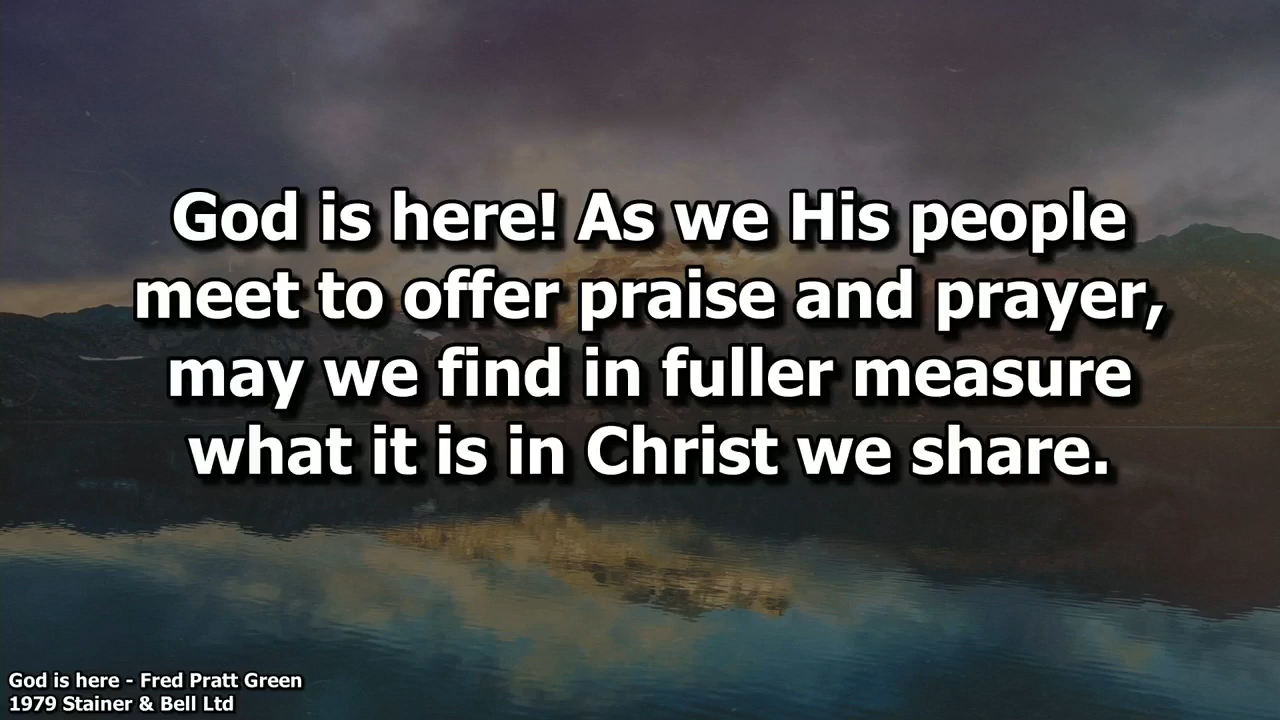 God is here! As we His people
meet to offer praise and prayer,
may we find in fuller measure
what it is in Christ we share.
God is here - Fred Pratt Green
1979 Stainer & Bell Ltd